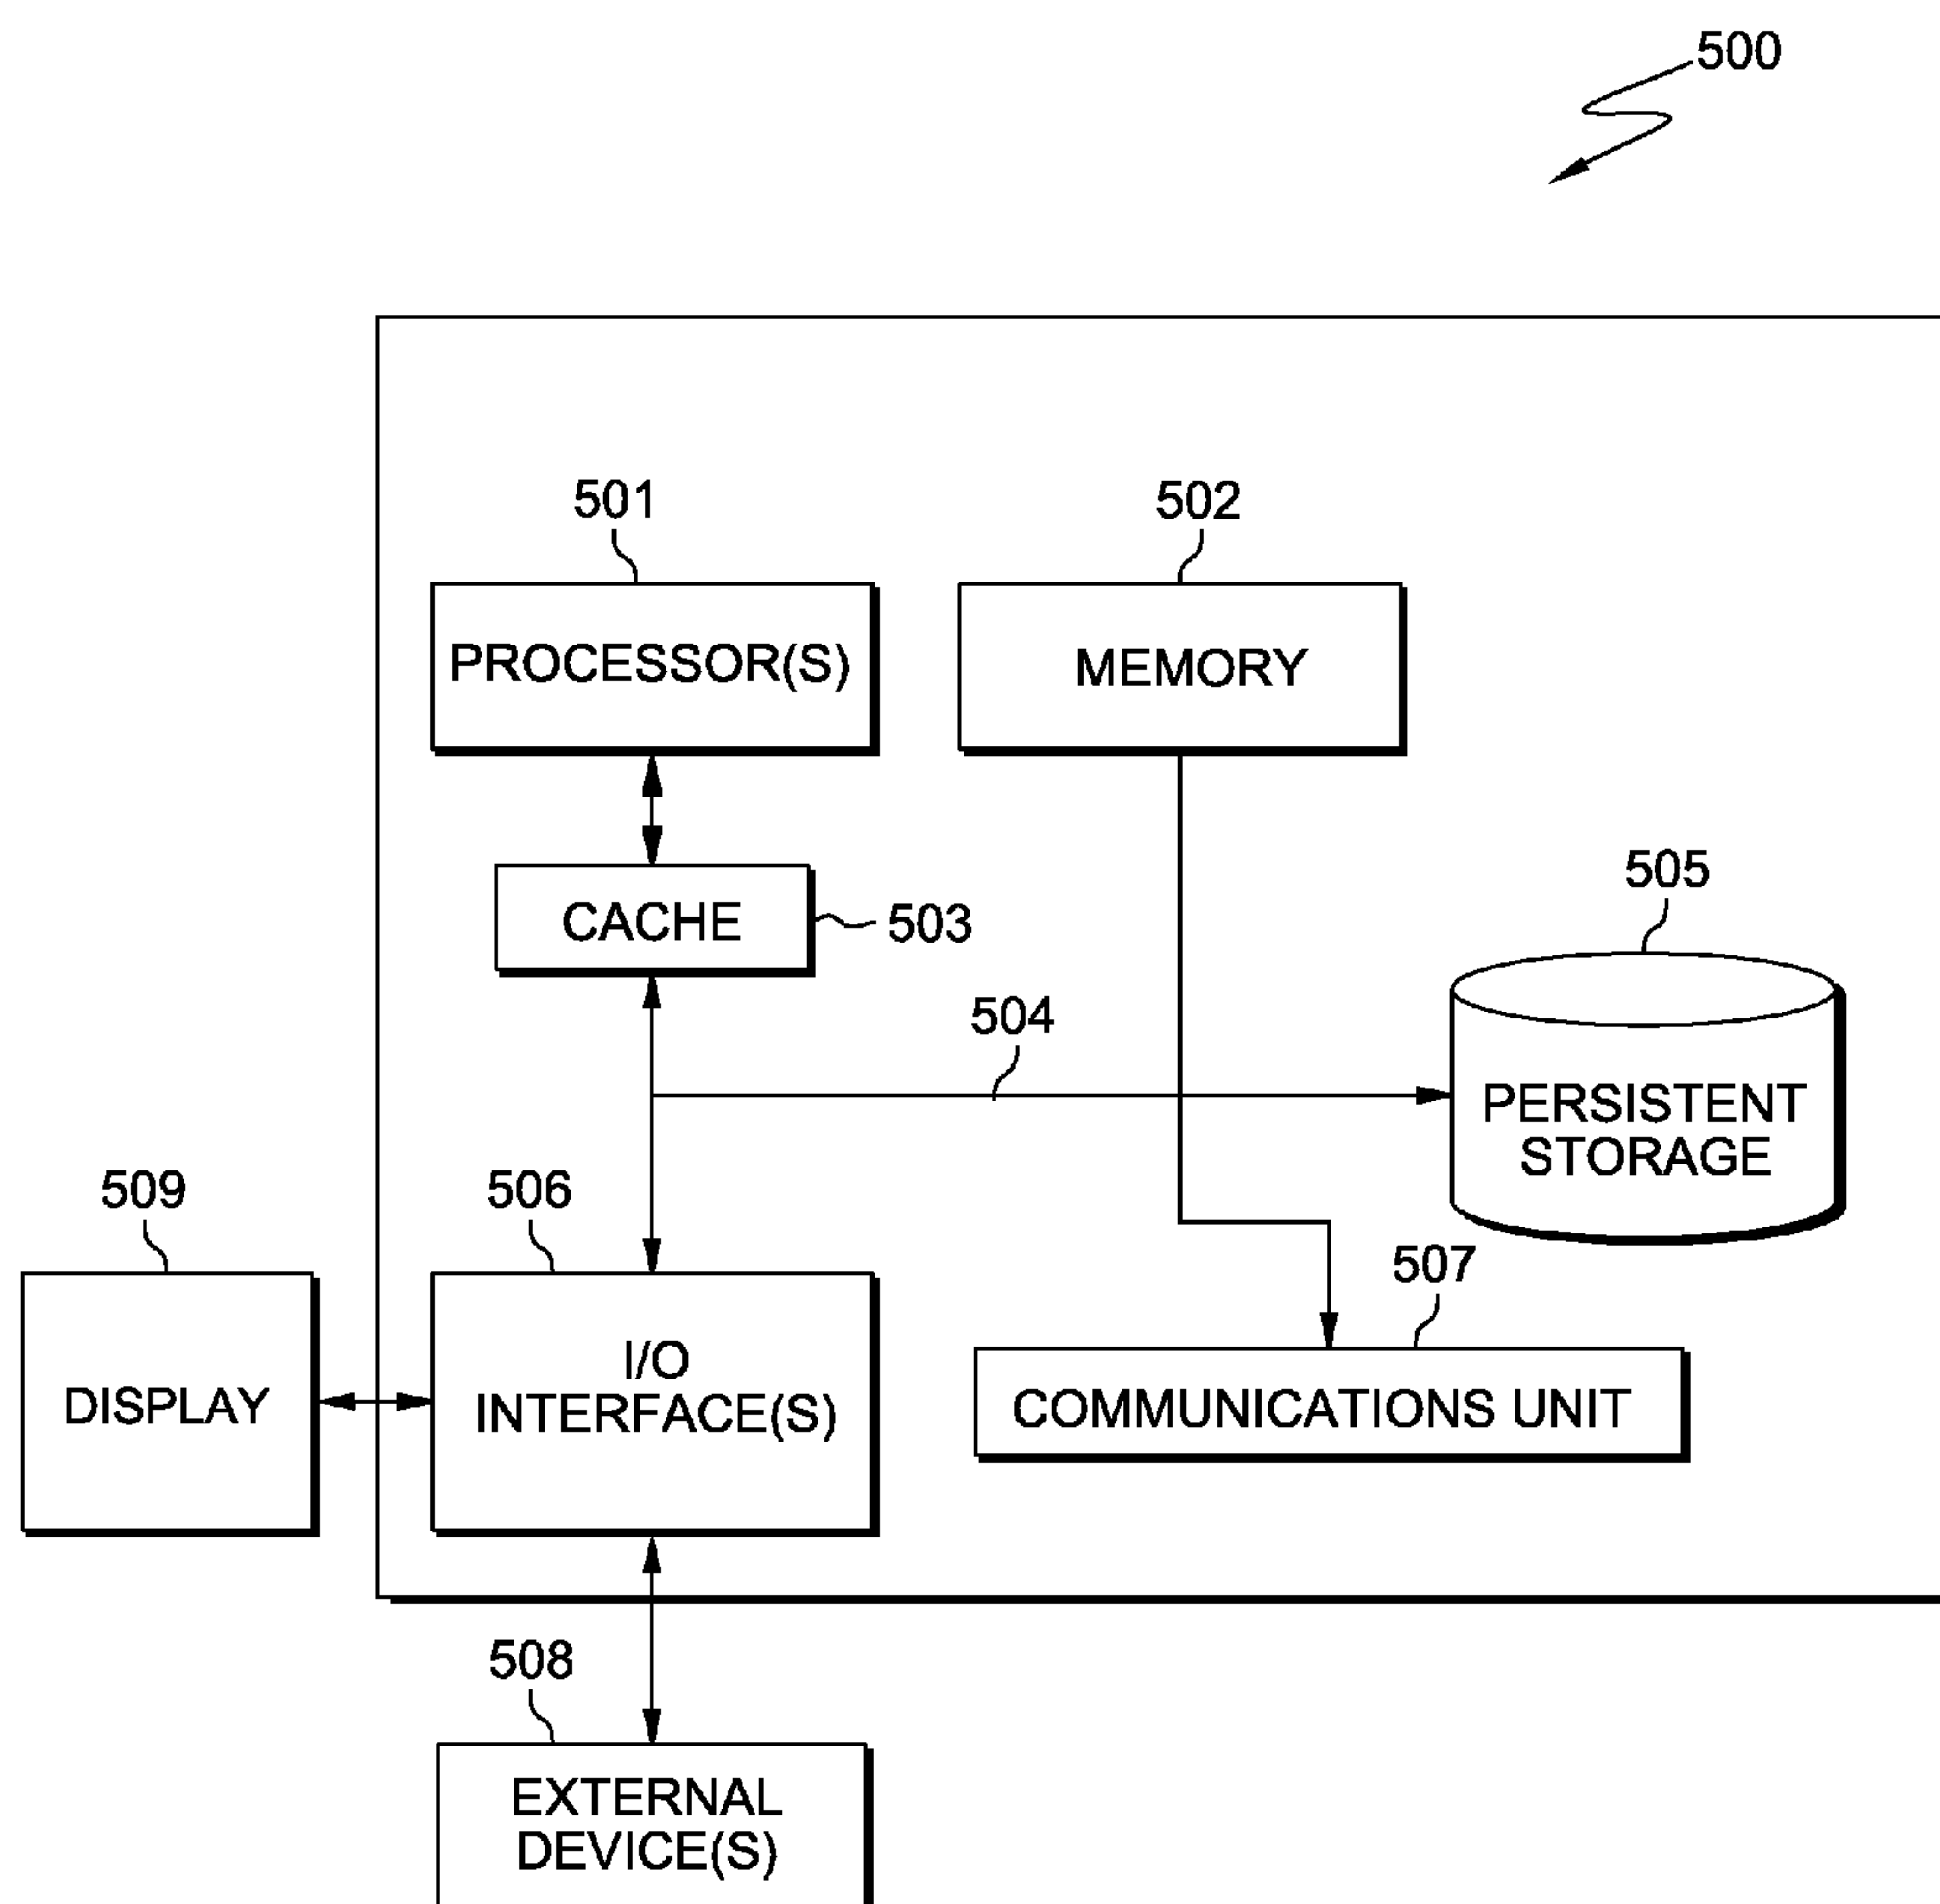 500
501
502
PROCESSOR(S)
MEMORY
CACHE
503
505
504
PERSISTENT
STORAGE
509
506
507
DISPLAY
I/O
INTERFACE(S)
COMMUNICATIONS UNIT
508
EXTERNAL
DEVICE(S)